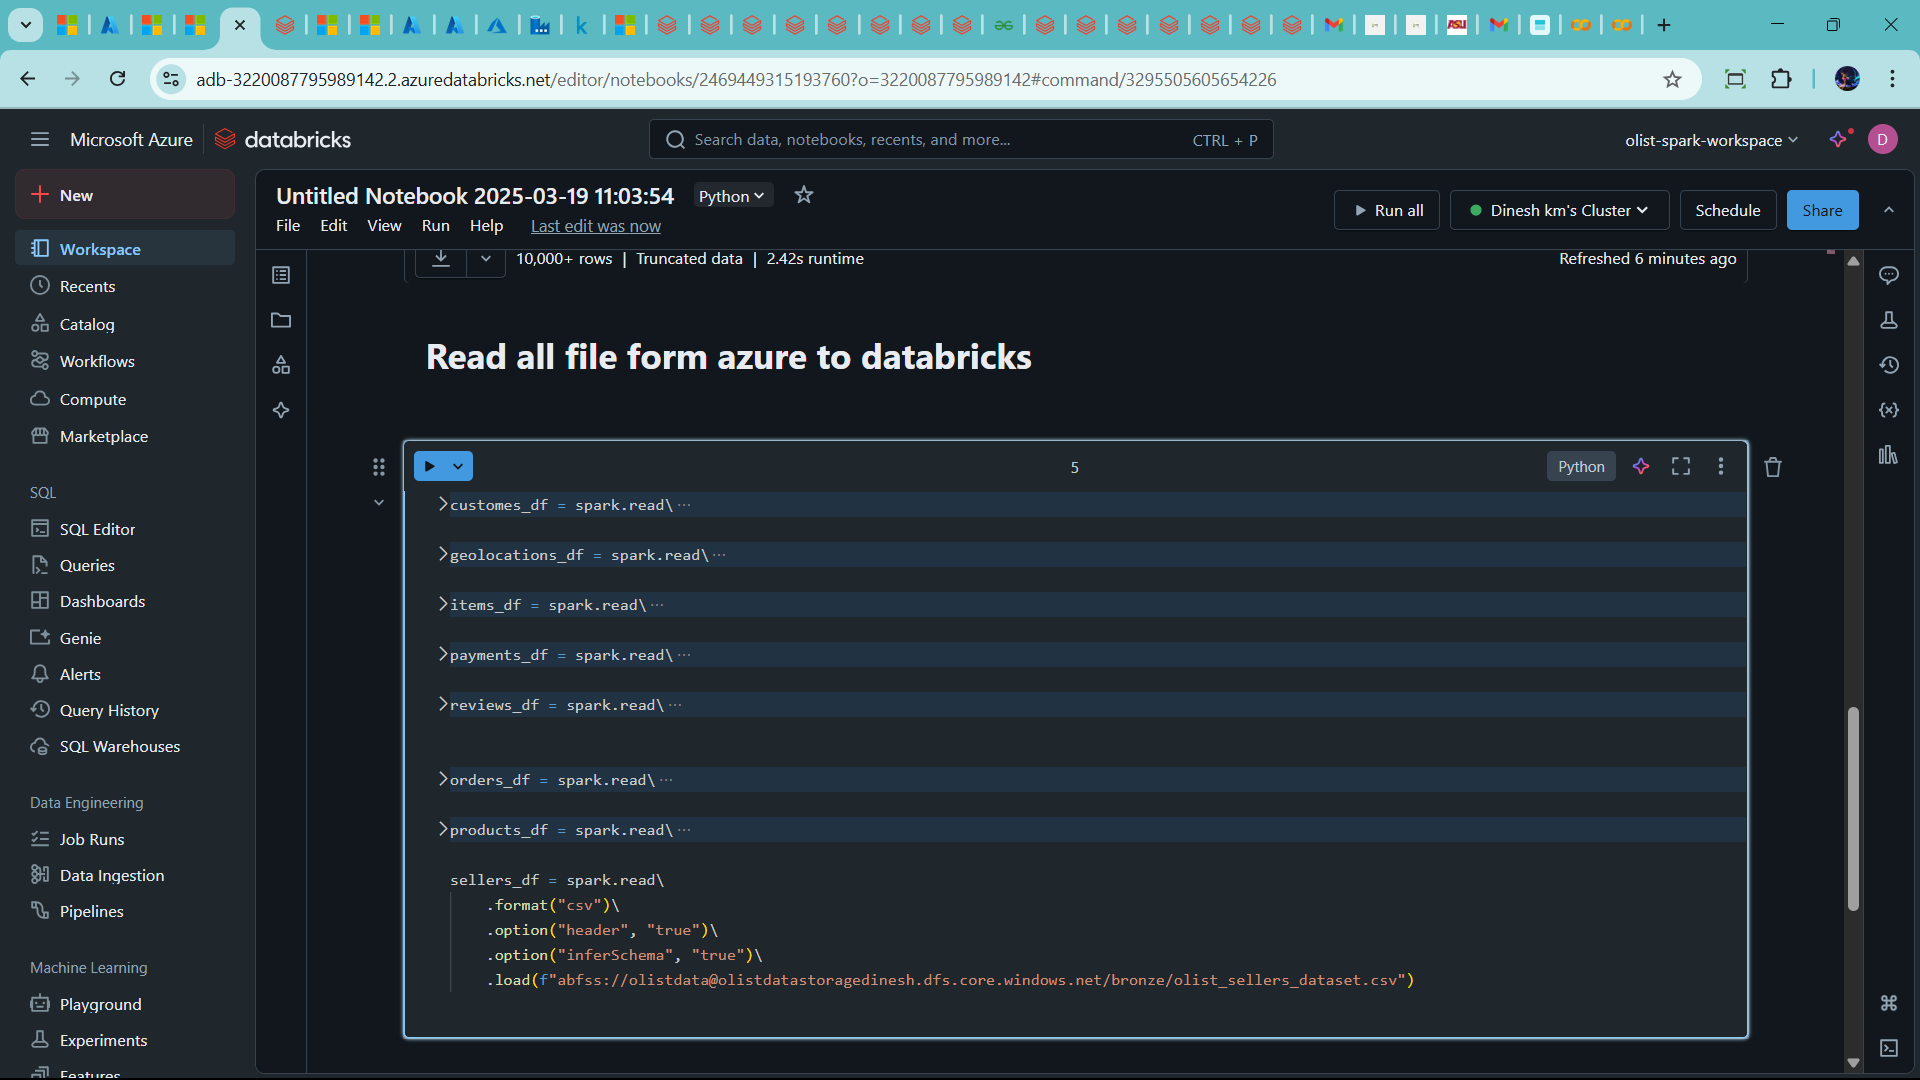 adb-3220087795989142.2.azuredatabricks.net/editor/notebooks/2469449315193760?o=3220087795989142#command/3295505605654226
Microsoft Azure
databricks
Search data, notebooks, recents, and more...
CTRL + P
olist-spark-workspace
D
New
Workspace
Recents
Catalog
Workflows
Compute
Marketplace
SQL
SQL Editor
Queries
Dashboards
Genie
Alerts
Query History
SQL Warehouses
Data Engineering
Job Runs
Data Ingestion
Pipelines
Machine Learning
Playground
Experiments
Features
Untitled Notebook 2025-03-19 11:03:54
Python
File Edit View Run Help Last edit was now
Run all
Dinesh km's Cluster
Schedule
Share
10,000+ rows | Truncated data | 2.42s runtime
Refreshed 6 minutes ago
Read all file form azure to databricks
5
Python
customes_df = spark.read\ ···
geolocations_df = spark.read\ ···
items_df = spark.read\ ···
payments_df = spark.read\ ···
reviews_df = spark.read\ ···
orders_df = spark.read\ ···
products_df = spark.read\ ···
sellers_df = spark.read\
.format("csv")\
.option("header", "true")\
.option("inferSchema", "true")\
.load(f"abfss://olistdata@olistdatastoragedinesh.dfs.core.windows.net/bronze/olist_sellers_dataset.csv")